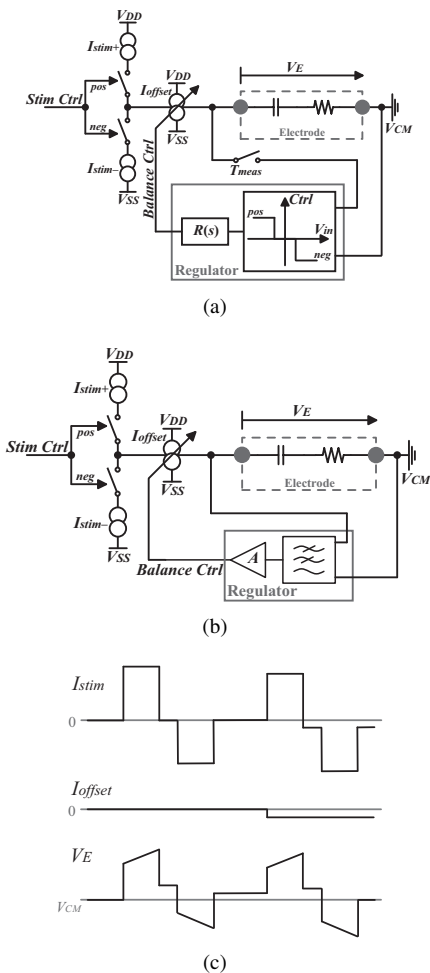 VDD
Istim+
pos
Stim Ctrl
neg
Istim−
VSS
VDD
Ioffset
VSS
Balance Ctrl
VE
Electrode
VCM
Tmeas
R(s)
Ctrl
pos
Vin
neg
Regulator
(a)
VDD
Istim+
pos
Stim Ctrl
neg
Istim−
VSS
VDD
Ioffset
VSS
VE
Electrode
VCM
A
Balance Ctrl
Regulator
(b)
Istim
0
Ioffset
0
VE
VCM
(c)